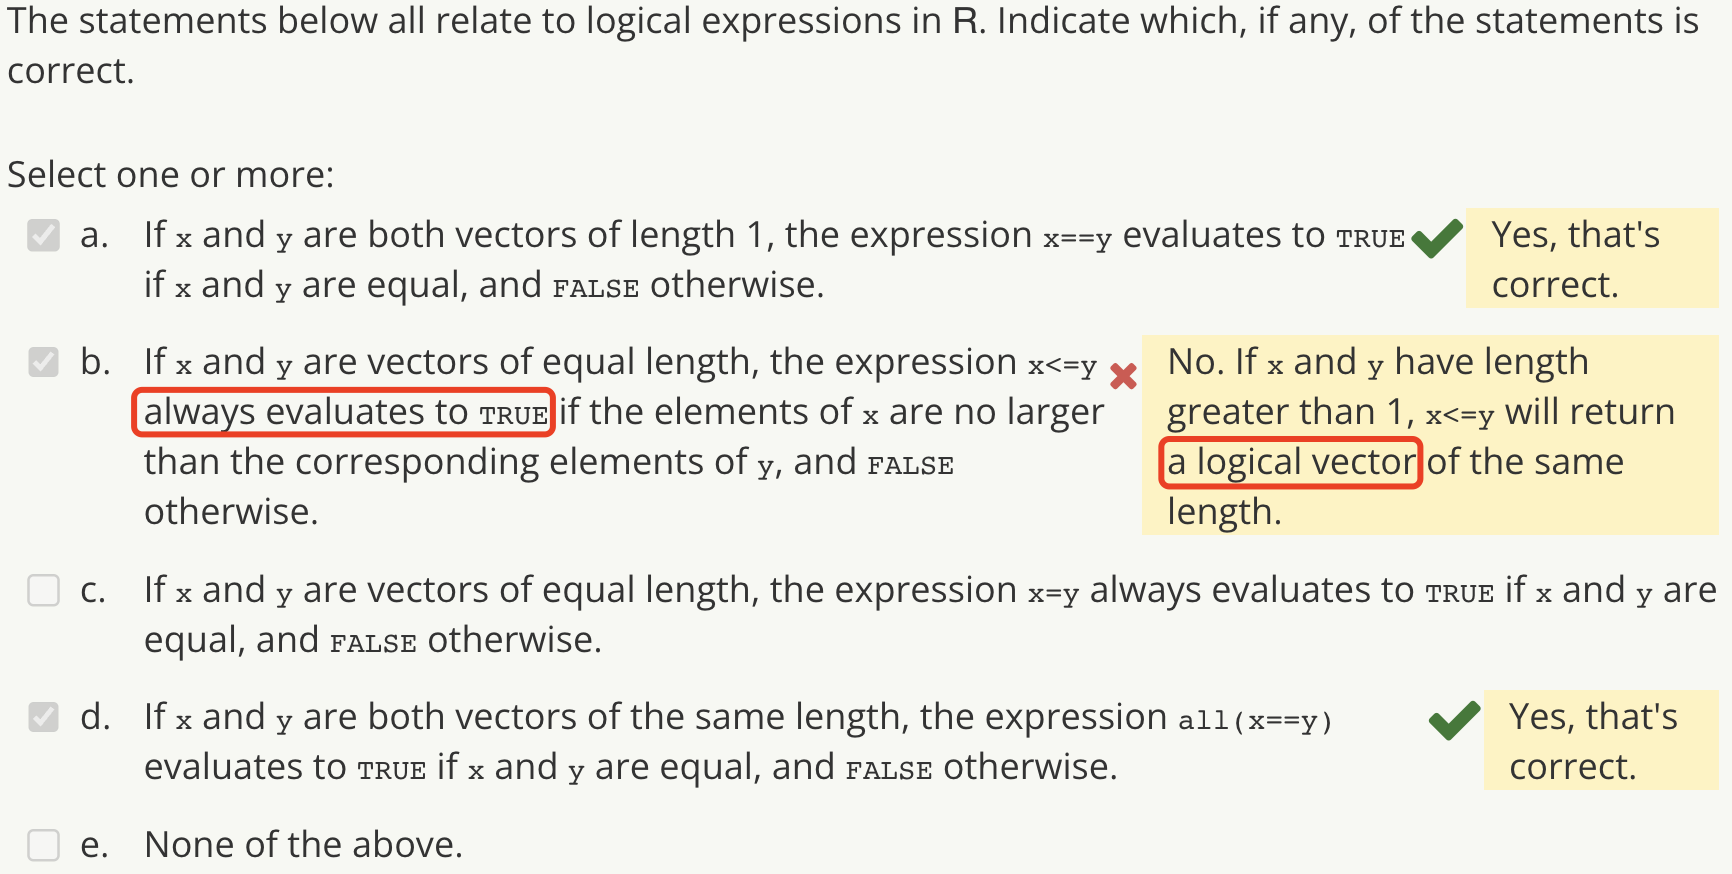 The statements below all relate to logical expressions in R. Indicate which, if any, of the statements is
correct.
Select one or more:
a. If x and y are both vectors of length 1, the expression x==y evaluates to TRUE
if x and y are equal, and FALSE otherwise.
Yes, that's
correct.
b. If x and y are vectors of equal length, the expression x<=y
always evaluates to TRUE if the elements of x are no larger
than the corresponding elements of y, and FALSE
otherwise.
No. If x and y have length
greater than 1, x<=y will return
a logical vector of the same
length.
c. If x and y are vectors of equal length, the expression x=y always evaluates to TRUE if x and y are
equal, and FALSE otherwise.
d. If x and y are both vectors of the same length, the expression all(x==y)
evaluates to TRUE if x and y are equal, and FALSE otherwise.
Yes, that's
correct.
e. None of the above.